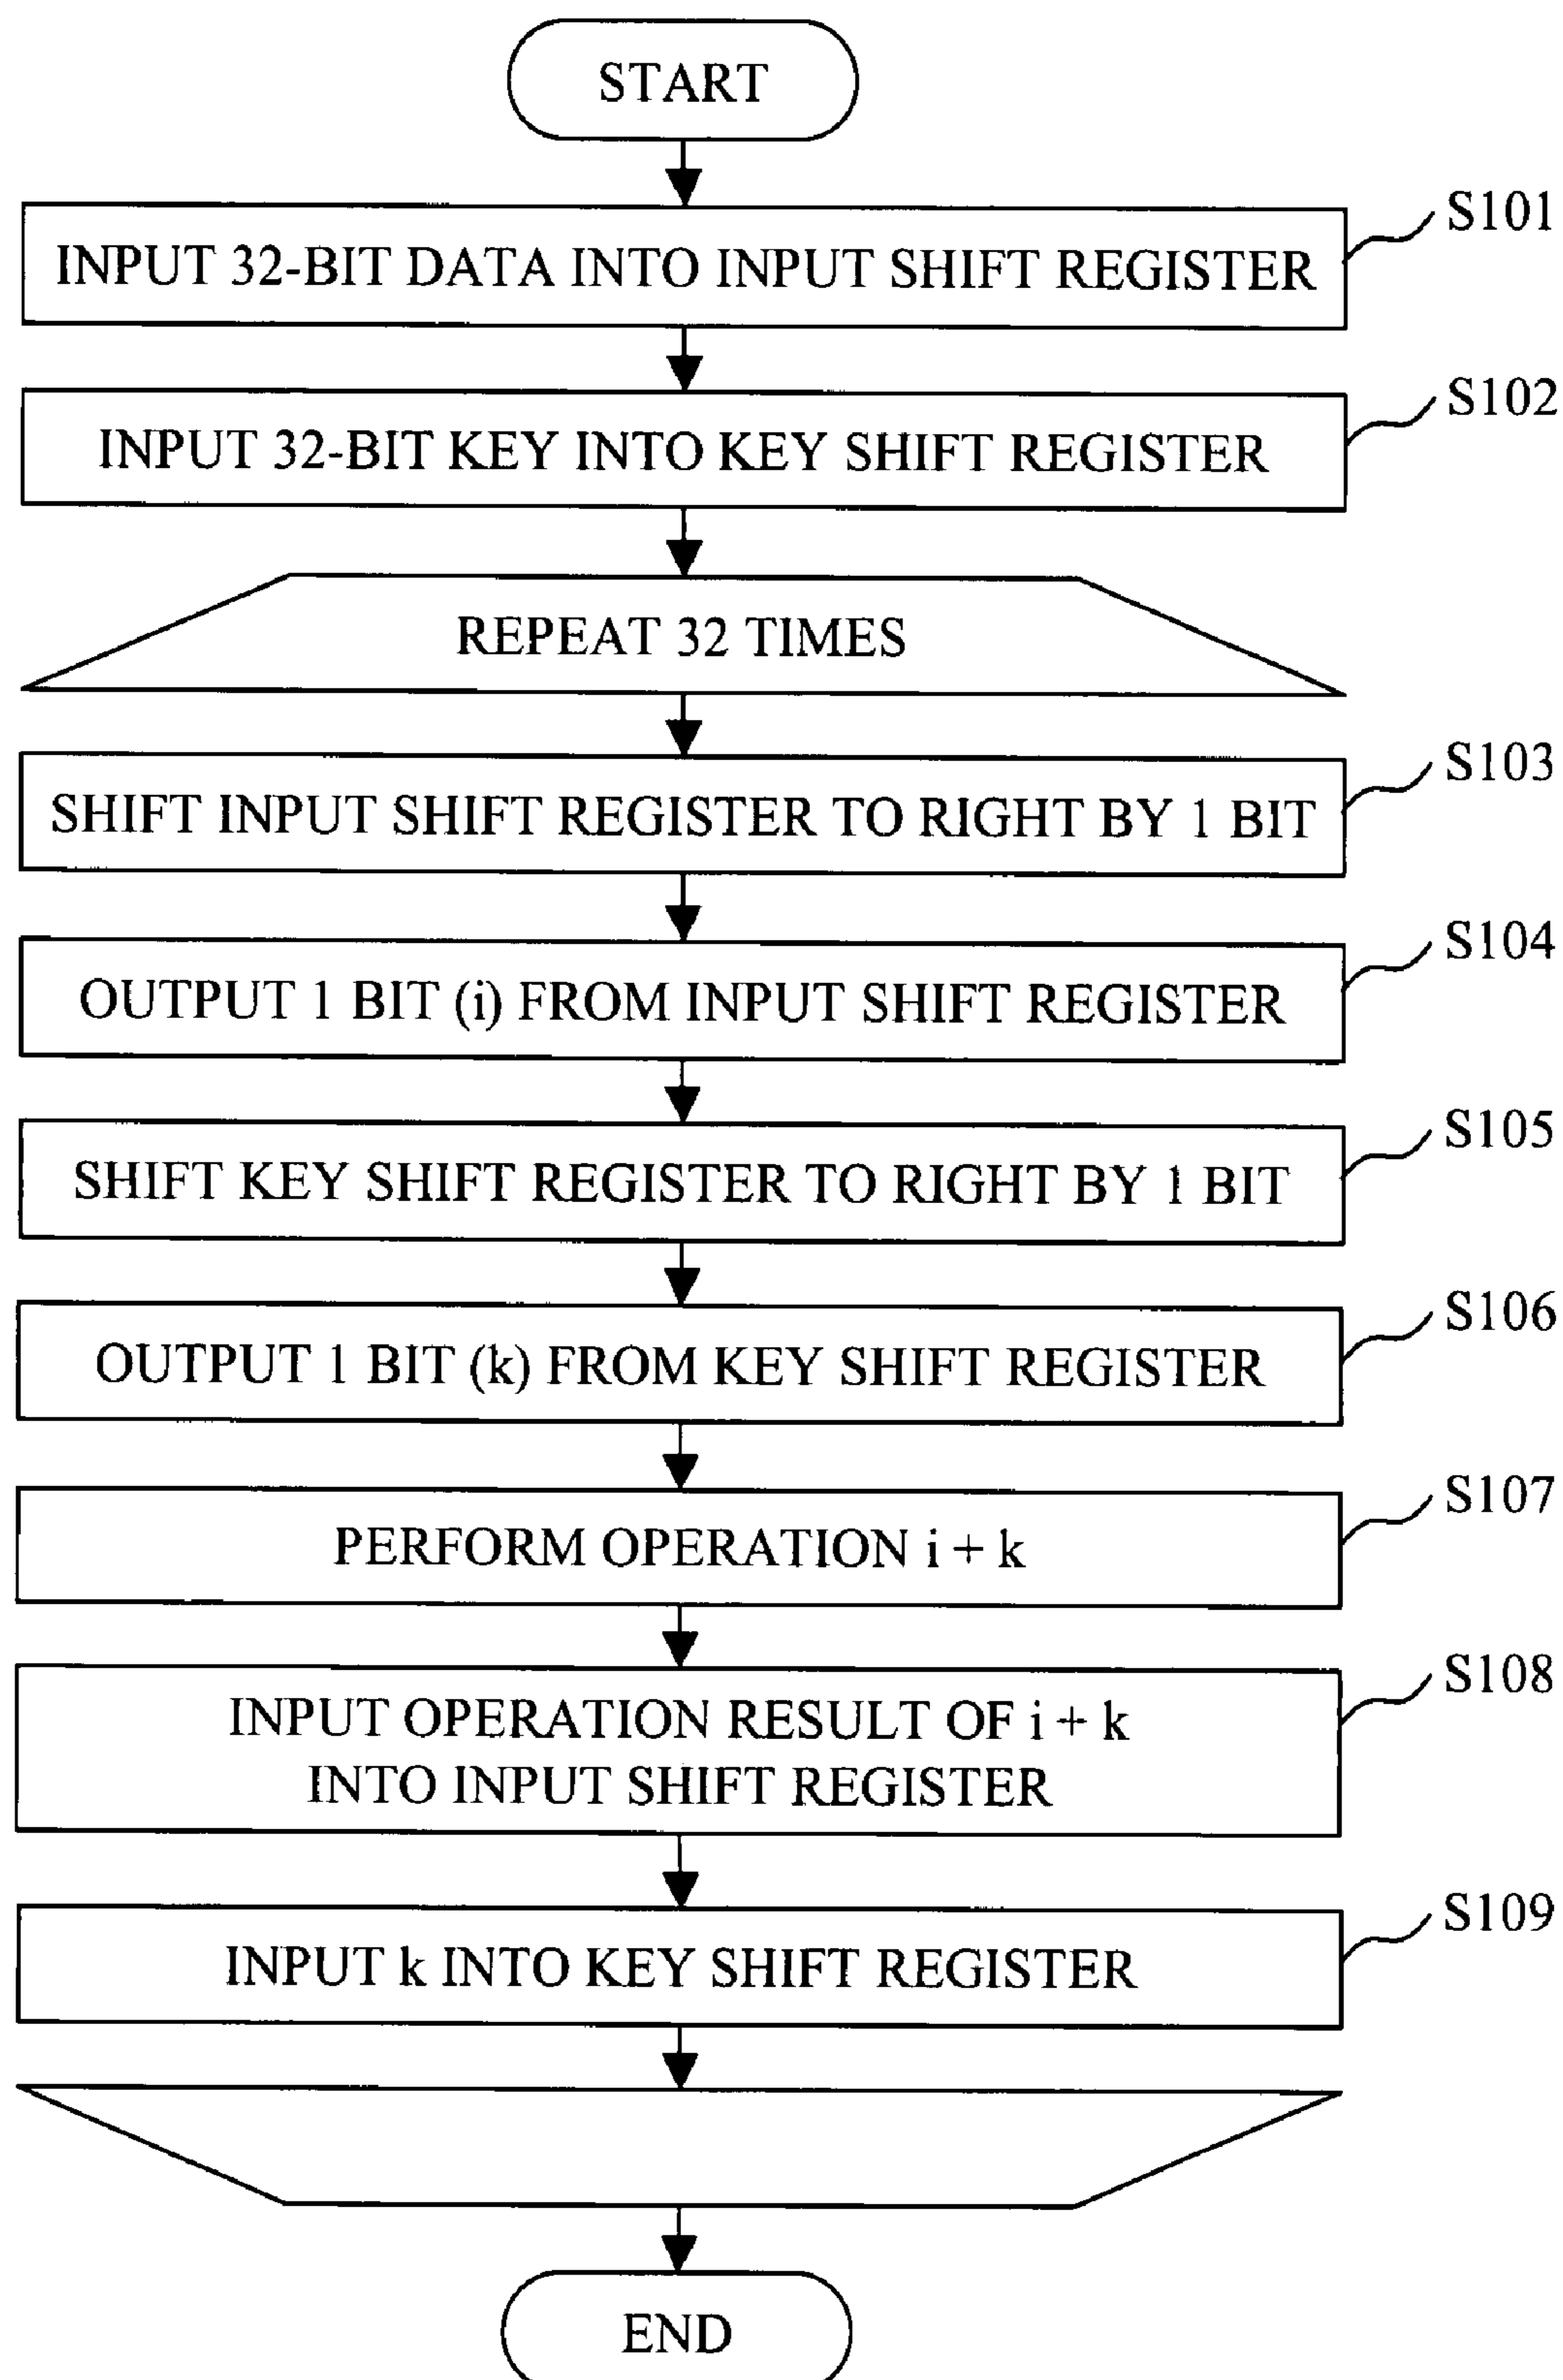 START
S101
INPUT 32-BIT DATA INTO INPUT SHIFT REGISTER
S102
INPUT 32-BIT KEY INTO KEY SHIFT REGISTER
REPEAT 32 TIMES
S103
SHIFT INPUT SHIFT REGISTER TO RIGHT BY 1 BIT
S104
OUTPUT 1 BIT (i) FROM INPUT SHIFT REGISTER
S105
SHIFT KEY SHIFT REGISTER TO RIGHT BY 1 BIT
S106
OUTPUT 1 BIT (k) FROM KEY SHIFT REGISTER
S107
PERFORM OPERATION i + k
S108
INPUT OPERATION RESULT OF i + k
INTO INPUT SHIFT REGISTER
S109
INPUT k INTO KEY SHIFT REGISTER
END